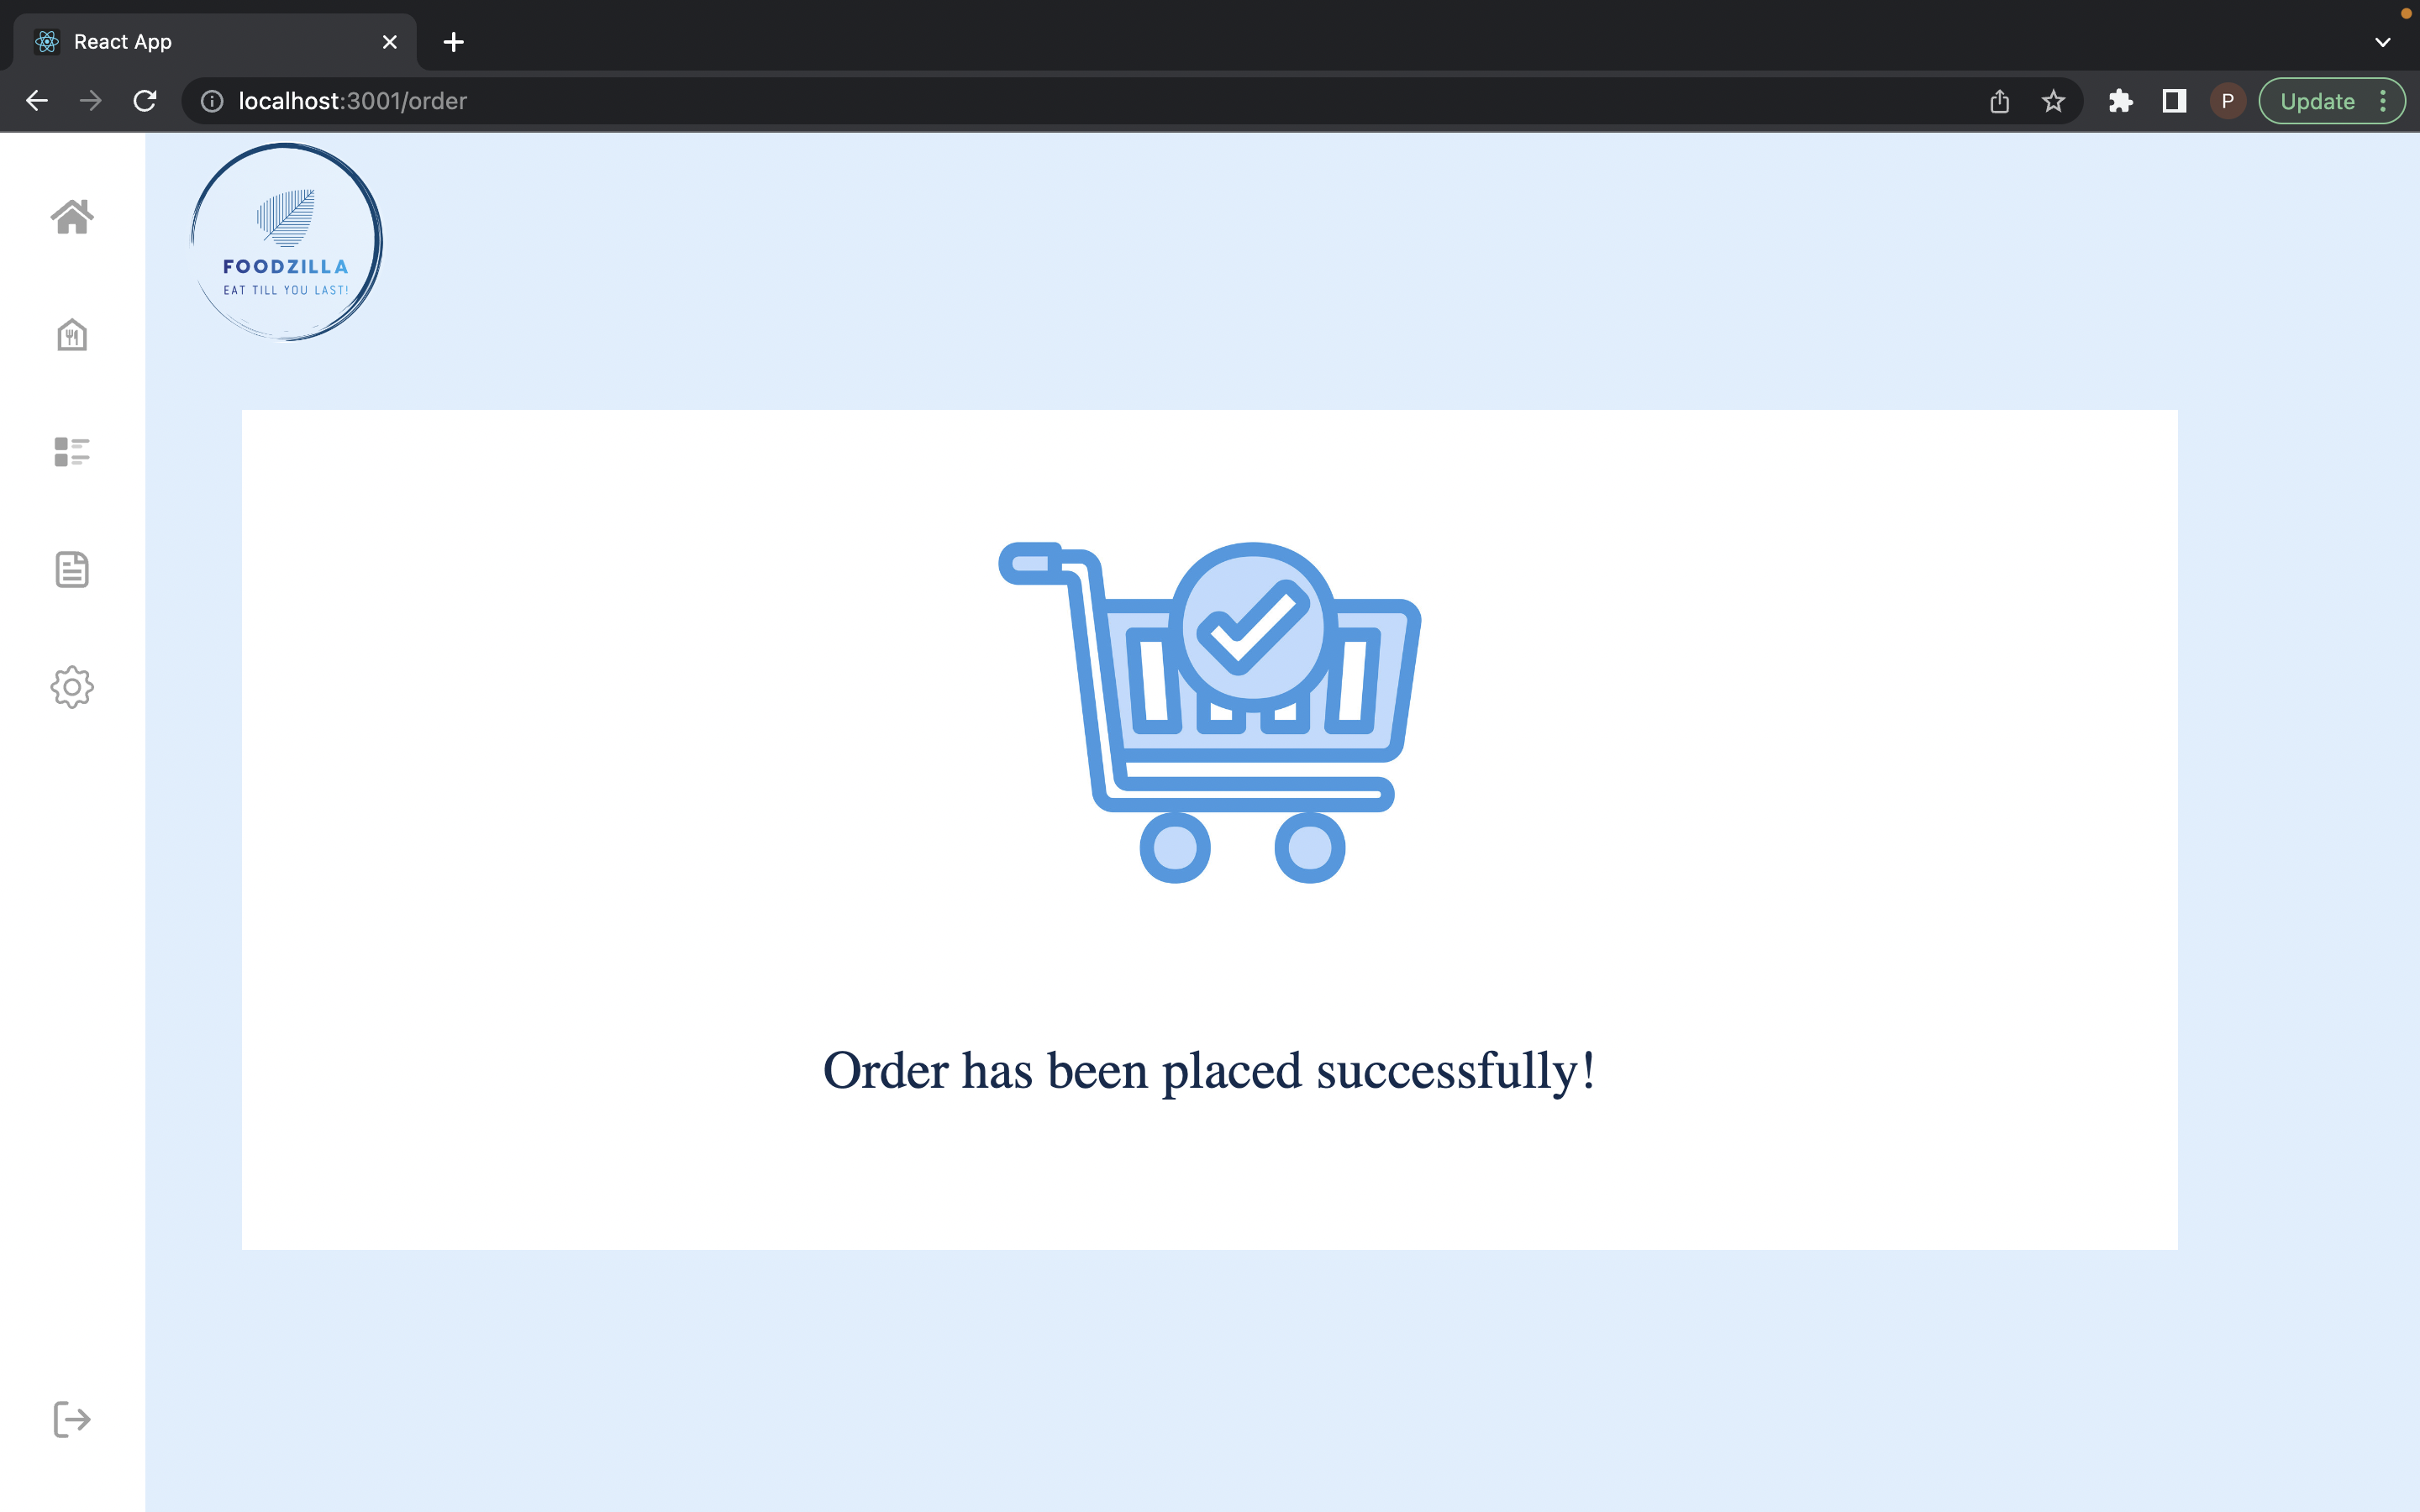 React App
localhost:3001/order
P
Update
FOODZILLA
EAT TILL YOU LAST!
Order has been placed successfully!